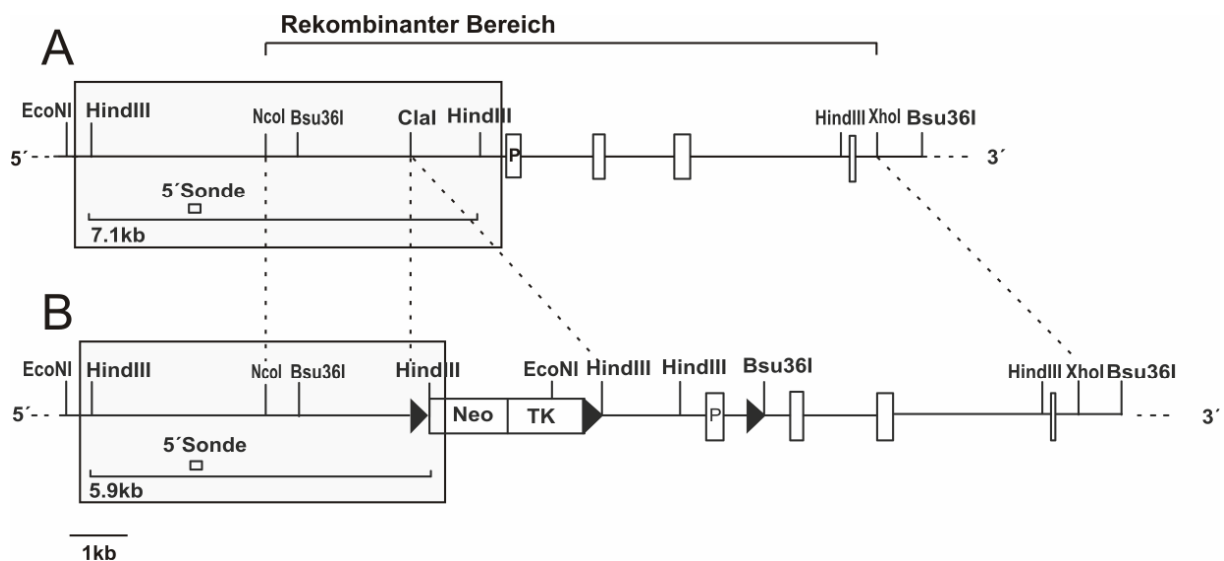 Rekombinanter Bereich
A
EcoNI HindIII NcoI Bsu36I ClaI HindIII HindIII XhoI Bsu36I
5´ P 3´
5´Sonde
7.1kb
B
EcoNI HindIII NcoI Bsu36I HindIII EcoNI HindIII HindIII Bsu36I HindIII XhoI Bsu36I
5´ Neo TK P 3´
5´Sonde
5.9kb
1kb